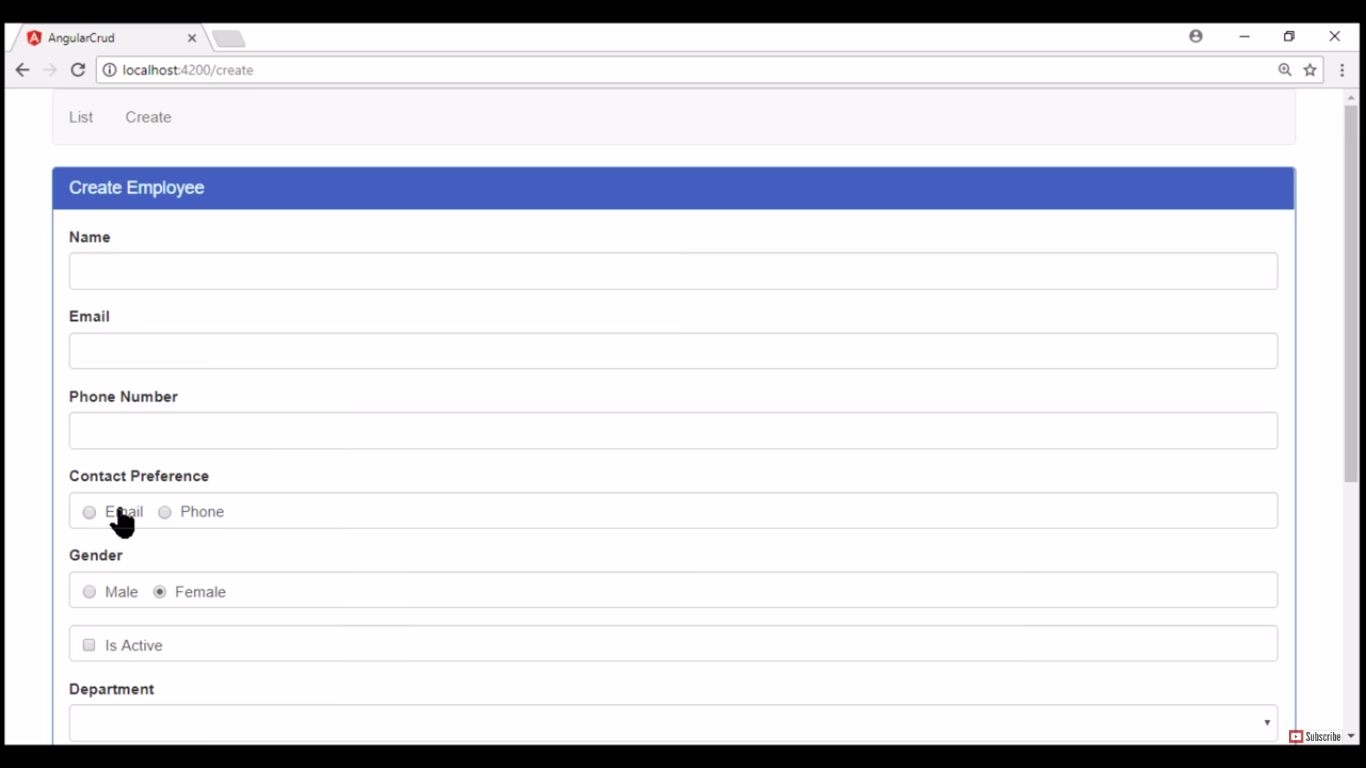 AngularCrud
localhost:4200/create
List Create
Create Employee
Name
Email
Phone Number
Contact Preference
Email Phone
Gender
Male Female
Is Active
Department
Subscribe